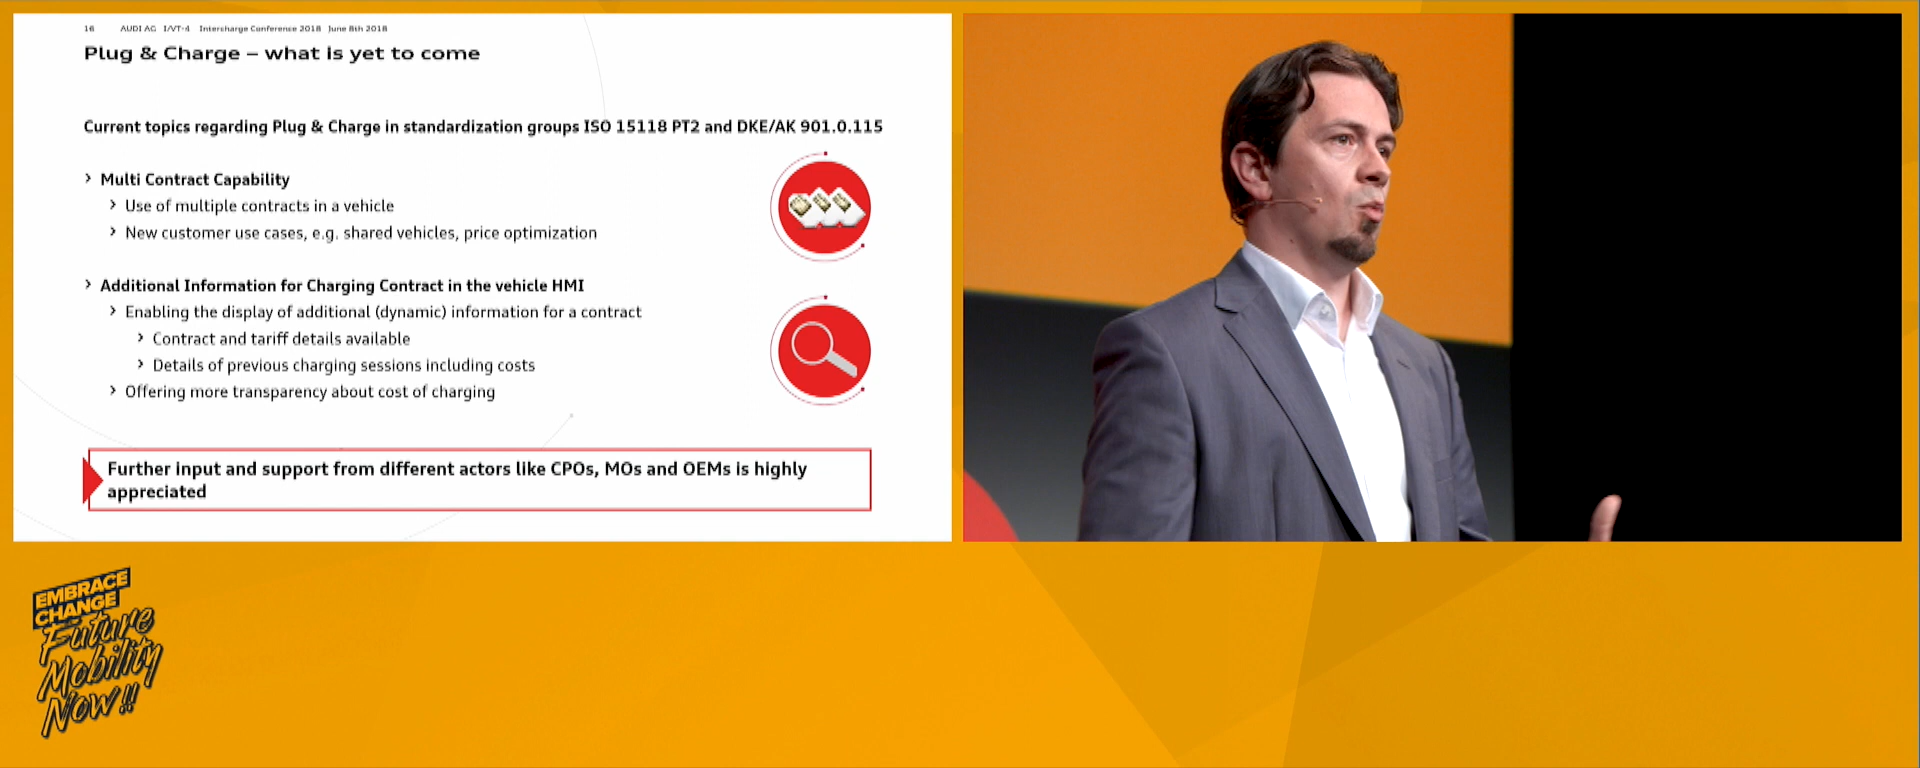 16 AUDI AG I/VT-4 Intercharge Conference 2018 June 8th 2018
Plug & Charge – what is yet to come
Current topics regarding Plug & Charge in standardization groups ISO 15118 PT2 and DKE/AK 901.0.115
› Multi Contract Capability
› Use of multiple contracts in a vehicle
› New customer use cases, e.g. shared vehicles, price optimization
› Additional Information for Charging Contract in the vehicle HMI
› Enabling the display of additional (dynamic) information for a contract
› Contract and tariff details available
› Details of previous charging sessions including costs
› Offering more transparency about cost of charging
Further input and support from different actors like CPOs, MOs and OEMs is highly
appreciated
EMBRACE
CHANGE
Future
Mobility
Now!!